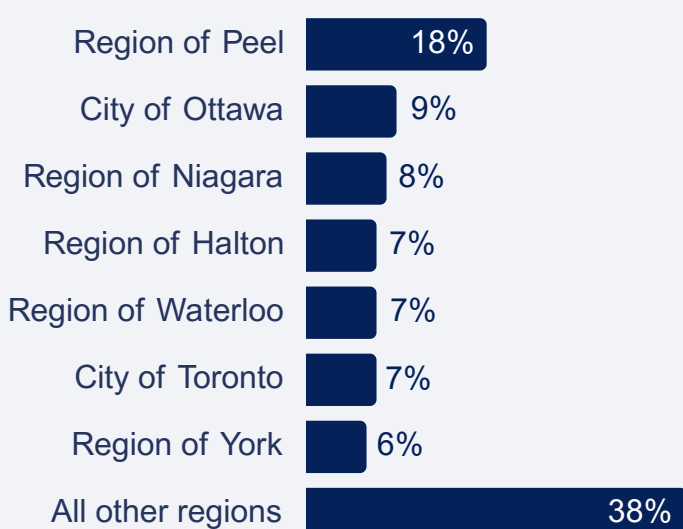 Region of Peel 18%
City of Ottawa 9%
Region of Niagara 8%
Region of Halton 7%
Region of Waterloo 7%
City of Toronto 7%
Region of York 6%
All other regions 38%